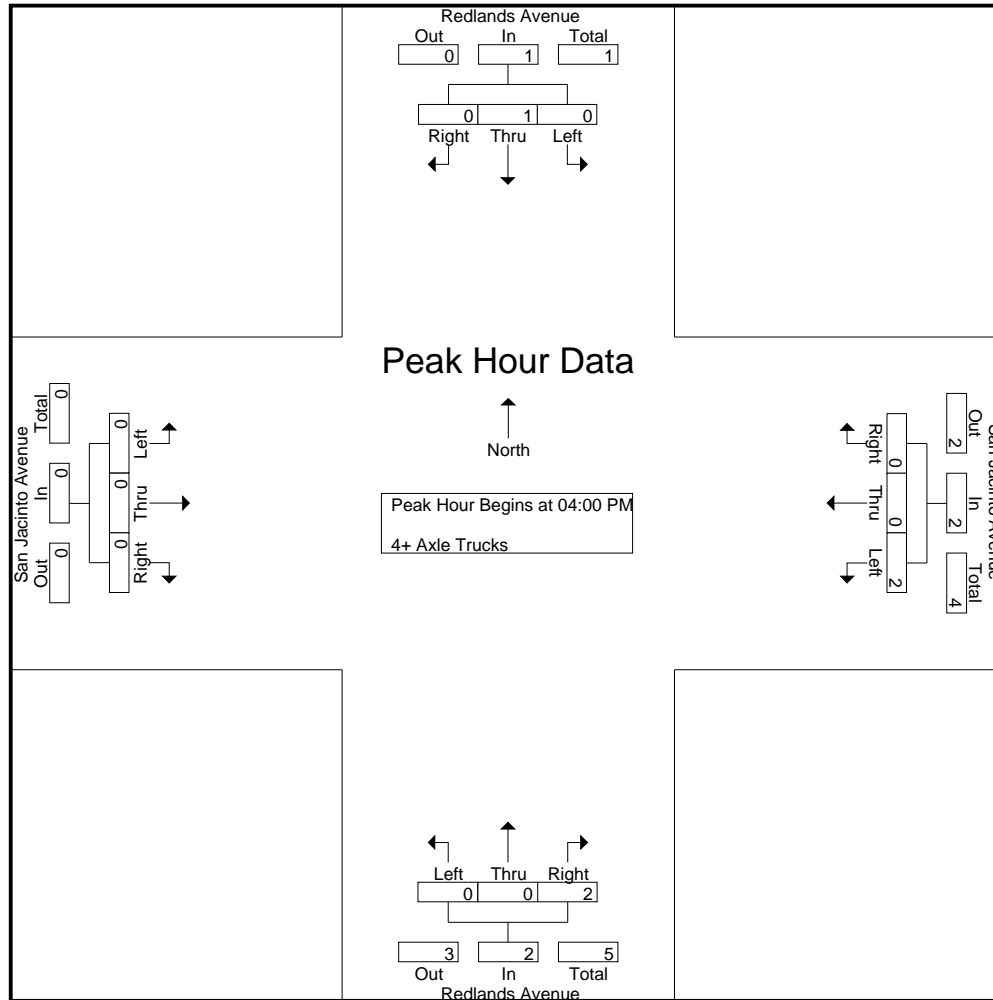 Redlands Avenue
Out In Total
0 1 1
0 1 0
Right Thru Left
Peak Hour Data
North
Peak Hour Begins at 04:00 PM
4+ Axle Trucks
San Jacinto Avenue
Total In Out
0 0 0
0 0 0
Left Thru Right
Right Thru Left
0 0 2
2 2 4
Out In Total
San Jacinto Avenue
Left Thru Right
0 0 2
3 2 5
Out In Total
Redlands Avenue